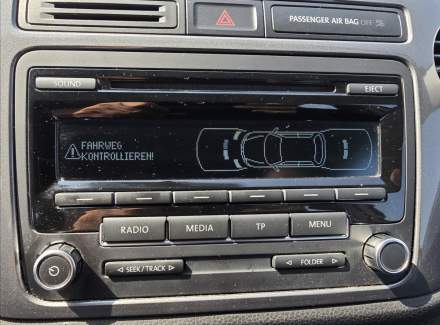 PASSENGER AIR BAG OFF
SOUND
EJECT
FAHRWEG
KONTROLLIEREN!
RADIO
MEDIA
TP
MENU
SEEK/TRACK
FOLDER